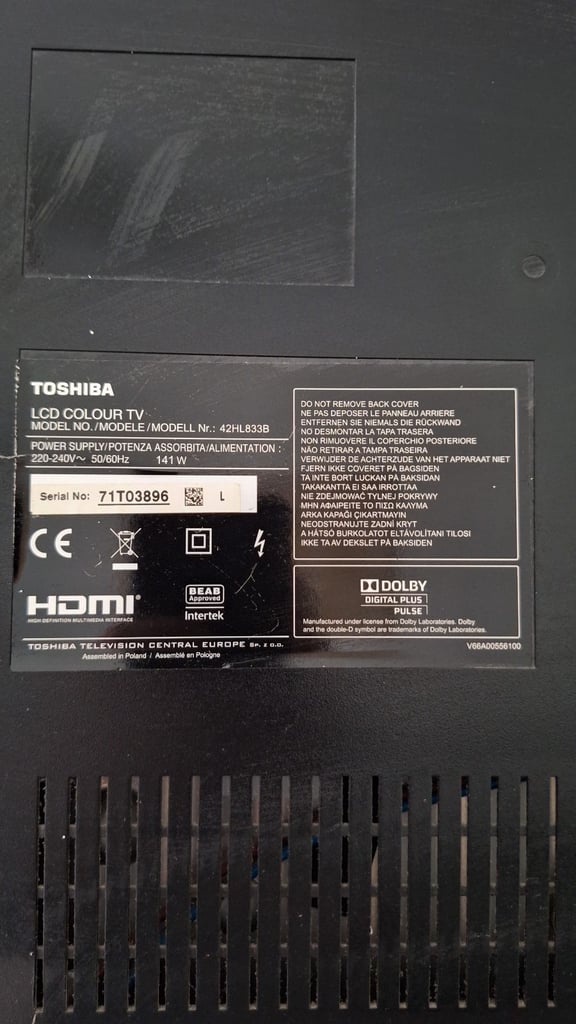 TOSHIBA
LCD COLOUR TV
MODEL NO./MODELE/MODELL Nr.: 42HL833B
POWER SUPPLY/POTENZA ASSORBITA/ALIMENTATION :
220-240V～ 50/60Hz 141 W
Serial No: 71T03896 L
CE
HDMI®
HIGH-DEFINITION MULTIMEDIA INTERFACE
BEAB
Approved
Intertek
TOSHIBA TELEVISION CENTRAL EUROPE Sp. z o.o.
Assembled in Poland / Assemblé en Pologne
DO NOT REMOVE BACK COVER
NE PAS DEPOSER LE PANNEAU ARRIERE
ENTFERNEN SIE NIEMALS DIE RÜCKWAND
NO DESMONTAR LA TAPA TRASERA
NON RIMUOVERE IL COPERCHIO POSTERIORE
NÃO RETIRAR A TAMPA TRASEIRA
VERWIJDER DE ACHTERZIJDE VAN HET APPARAAT NIET
FJERN IKKE COVERET PÅ BAGSIDEN
TA INTE BORT LUCKAN PÅ BAKSIDAN
TAKAKANTTA EI SAA IRROTTAA
NIE ZDEJMOWAĆ TYLNEJ POKRYWY
ΜΗΝ ΑΦΑΙΡΕΙΤΕ ΤΟ ΠΙΣΩ ΚΑΛΥΜΑ
ARKA KAPAĞI ÇIKARTMAYIN
NEODSTRANUJTE ZADNÍ KRYT
A HÁTSÓ BURKOLATOT ELTÁVOLÍTANI TILOSI
IKKE TA AV DEKSLET PÅ BAKSIDEN
DOLBY
DIGITAL PLUS
PULSE
Manufactured under license from Dolby Laboratories. Dolby
and the double-D symbol are trademarks of Dolby Laboratories.
V66A00556100